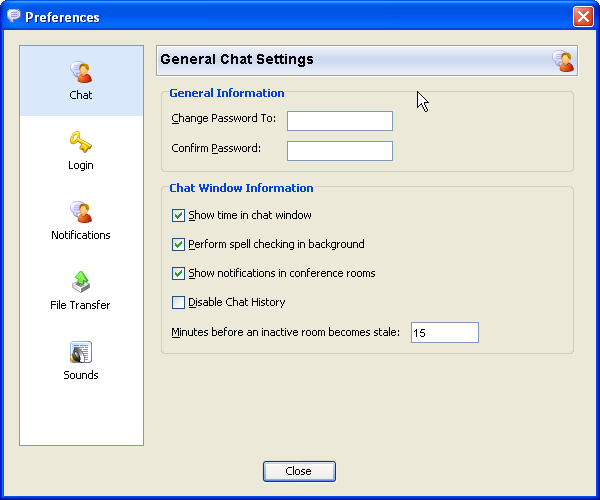 Preferences
Chat
Login
Notifications
File Transfer
Sounds
General Chat Settings
General Information
Change Password To:
Confirm Password:
Chat Window Information
Show time in chat window
Perform spell checking in background
Show notifications in conference rooms
Disable Chat History
Minutes before an inactive room becomes stale: 15
Close